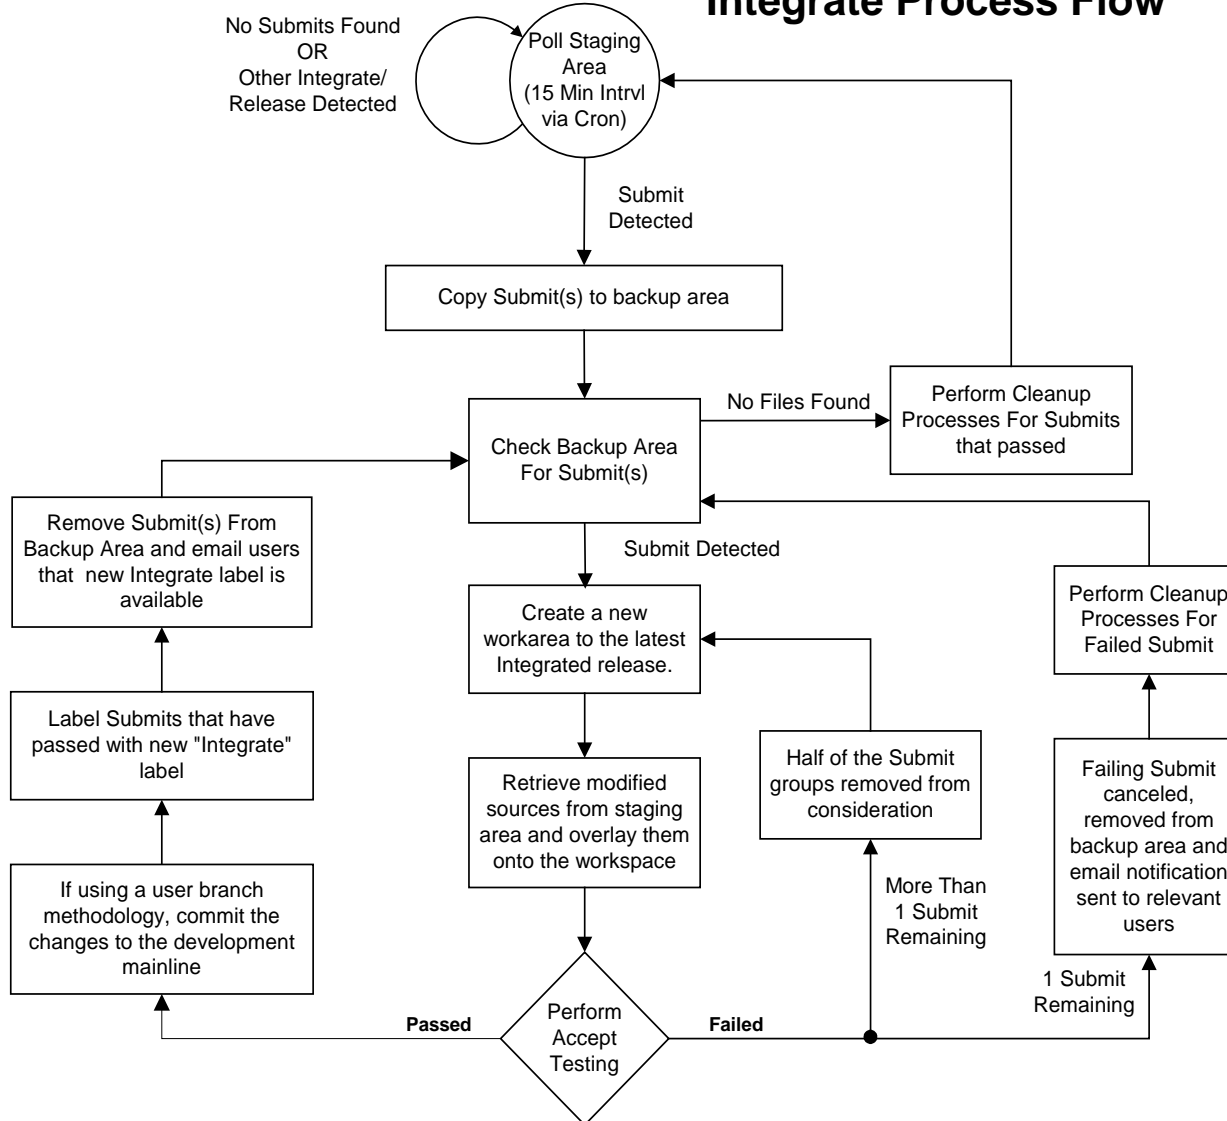 Integrate Process Flow
No Submits Found
OR
Other Integrate/
Release Detected
Poll Staging
Area
(15 Min Intrvl
via Cron)
Submit
Detected
Copy Submit(s) to backup area
No Files Found
Perform Cleanup
Processes For Submits
that passed
Check Backup Area
For Submit(s)
Remove Submit(s) From
Backup Area and email users
that new Integrate label is
available
Submit Detected
Create a new
workarea to the latest
Integrated release.
Perform Cleanup
Processes For
Failed Submit
Label Submits that have
passed with new "Integrate"
label
Retrieve modified
sources from staging
area and overlay them
onto the workspace
Half of the Submit
groups removed from
consideration
Failing Submit
canceled,
removed from
backup area and
email notification
sent to relevant
users
If using a user branch
methodology, commit the
changes to the development
mainline
More Than
1 Submit
Remaining
1 Submit
Remaining
Passed
Perform
Accept
Testing
Failed